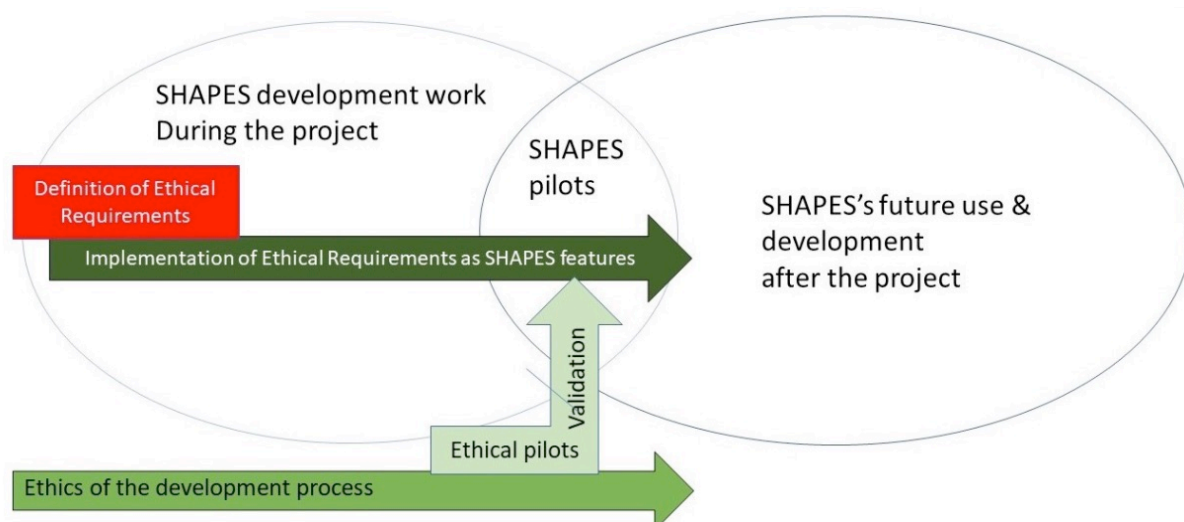 SHAPES development work
During the project
SHAPES
pilots
Definition of Ethical
Requirements
SHAPES's future use &
development
after the project
Implementation of Ethical Requirements as SHAPES features
Validation
Ethical pilots
Ethics of the development process